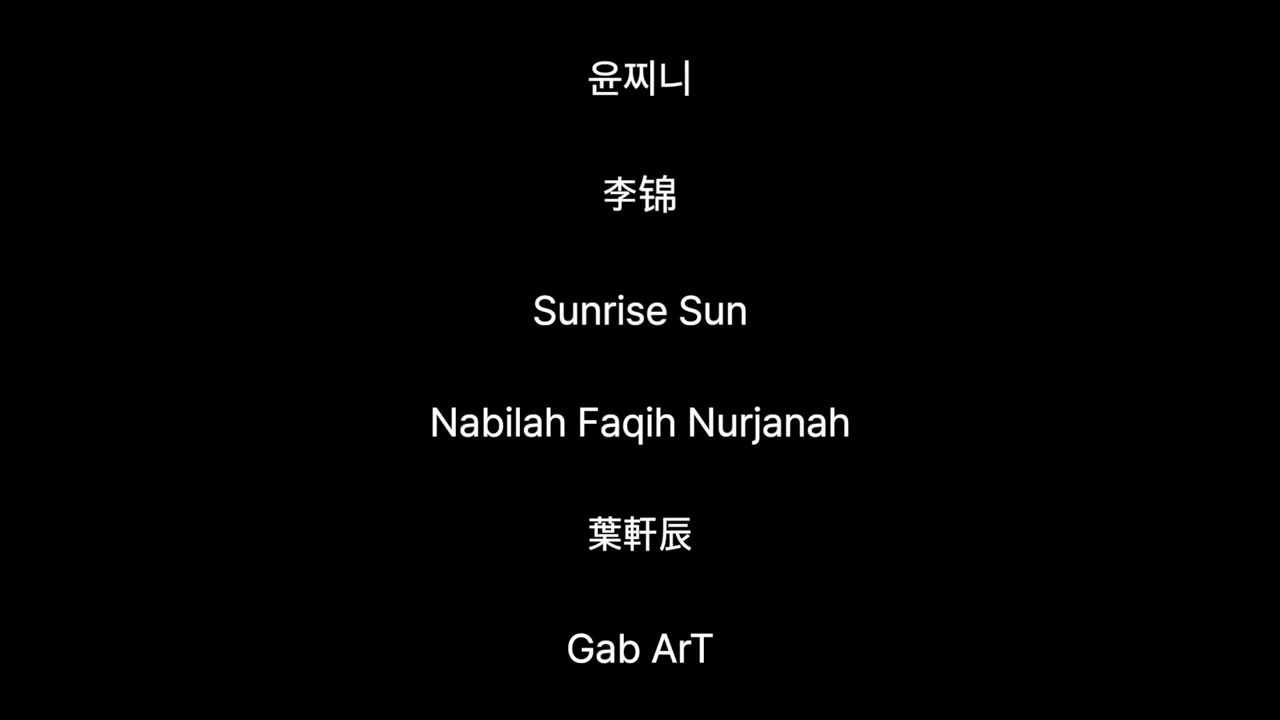 윤찌니
李锦
Sunrise Sun
Nabilah Faqih Nurjanah
葉軒辰
Gab ArT